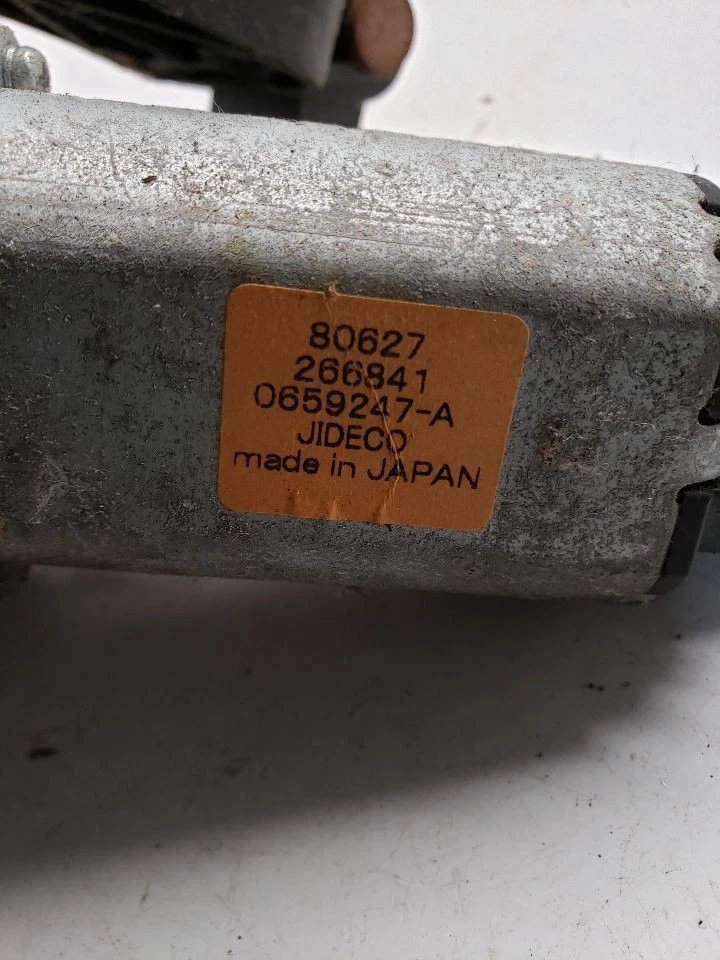 80627
266841
0659247-A
JIDECO
made in JAPAN